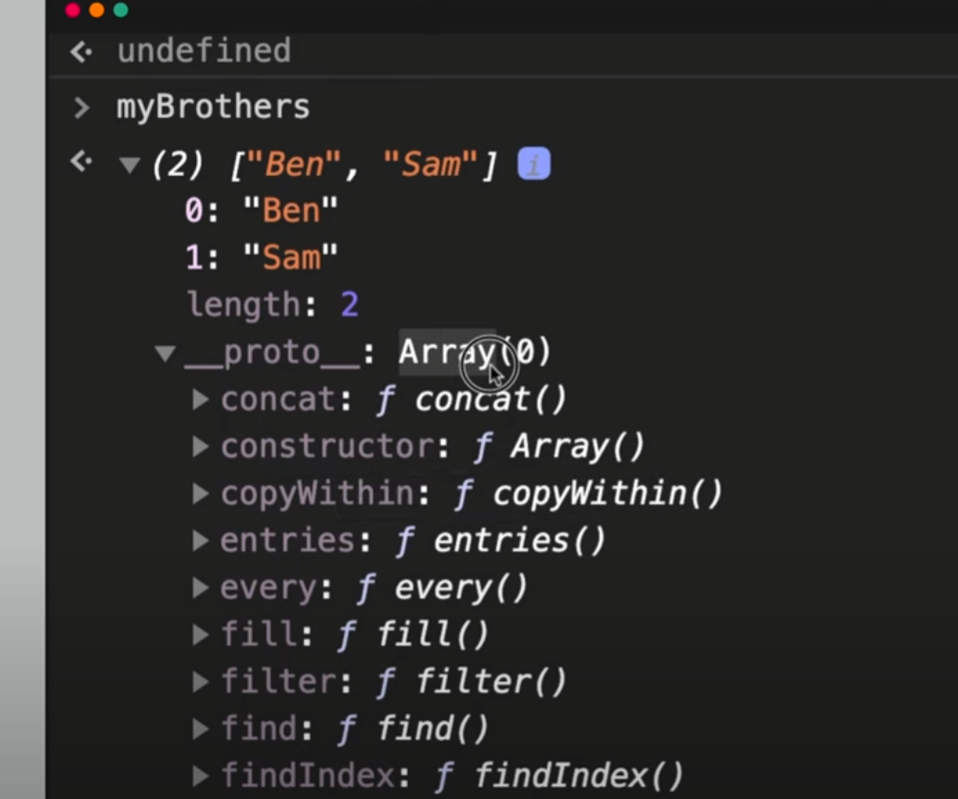 undefined
myBrothers
(2) ["Ben", "Sam"] i
0: "Ben"
1: "Sam"
length: 2
__proto__: Array(0)
concat: ƒ concat()
constructor: ƒ Array()
copyWithin: ƒ copyWithin()
entries: ƒ entries()
every: ƒ every()
fill: ƒ fill()
filter: ƒ filter()
find: ƒ find()
findIndex: ƒ findIndex()